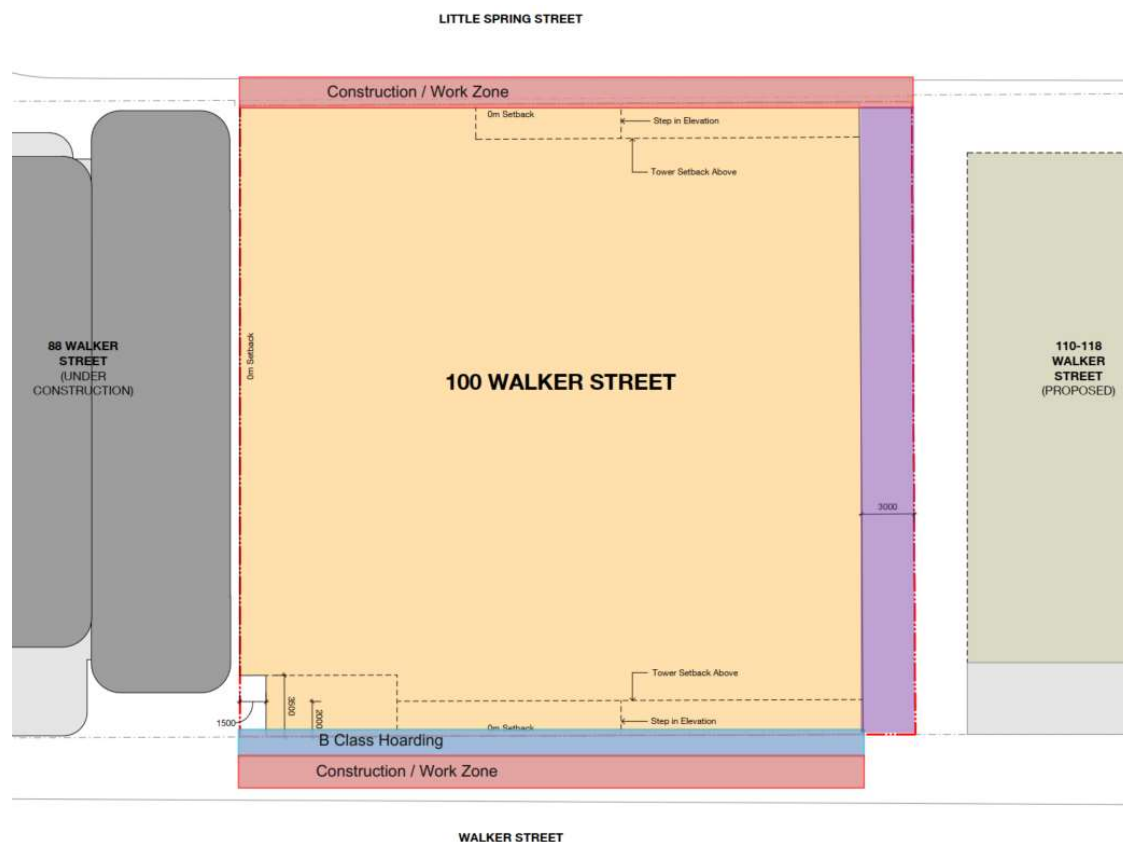 LITTLE SPRING STREET
Construction / Work Zone
0m Setback
Step in Elevation
Tower Setback Above
88 WALKER
STREET
(UNDER
CONSTRUCTION)
0m Setback
100 WALKER STREET
110-118
WALKER
STREET
(PROPOSED)
3000
Tower Setback Above
3500
2000
1500
Step in Elevation
0m Setback
B Class Hoarding
Construction / Work Zone
WALKER STREET